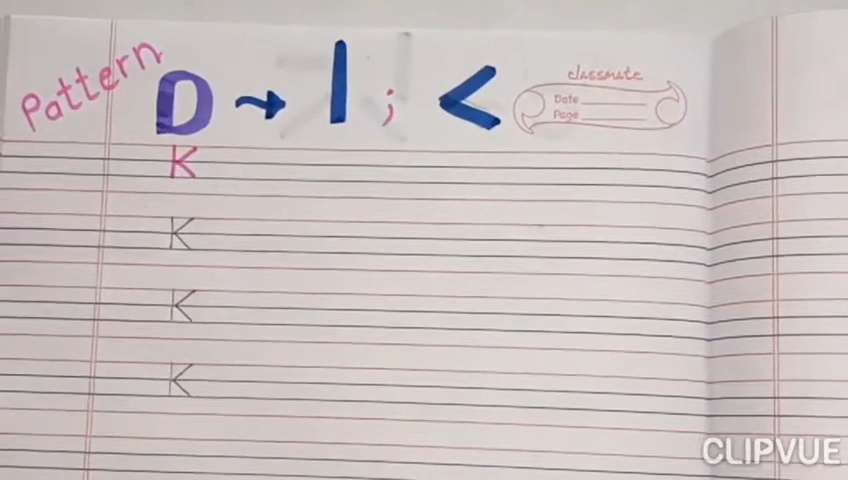 Pattern D → l ; <
classmate
Date
Page
K
K
K
K
CLIPVUE